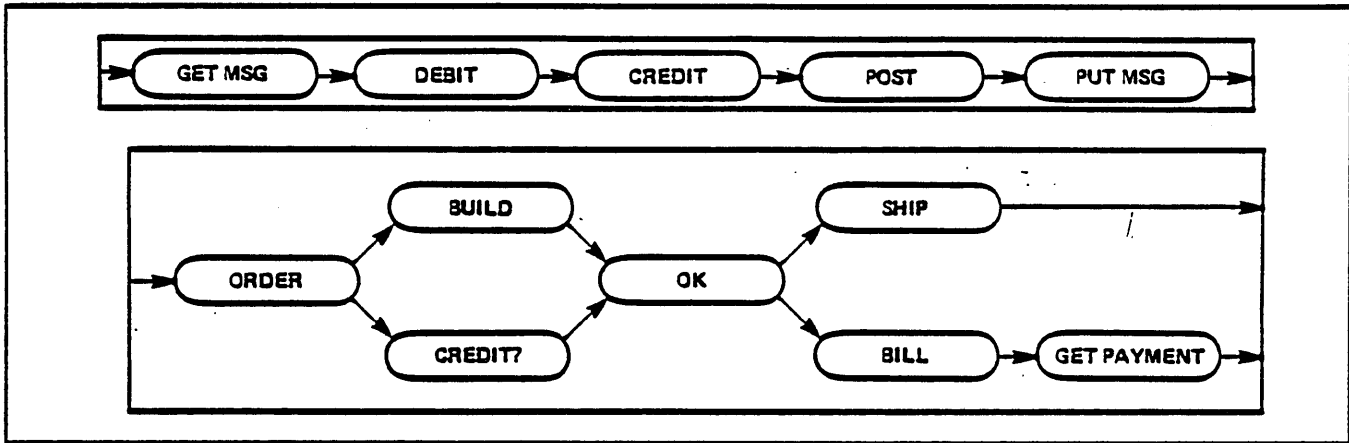 GET MSG DEBIT CREDIT POST PUT MSG
BUILD SHIP
ORDER OK
CREDIT? BILL GET PAYMENT